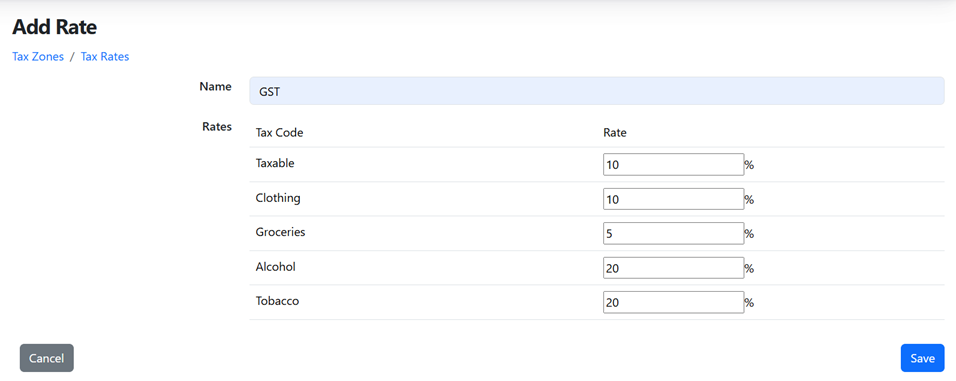 Add Rate
Tax Zones / Tax Rates
Name GST
Rates Tax Code Rate
Taxable 10 %
Clothing 10 %
Groceries 5 %
Alcohol 20 %
Tobacco 20 %
Cancel Save